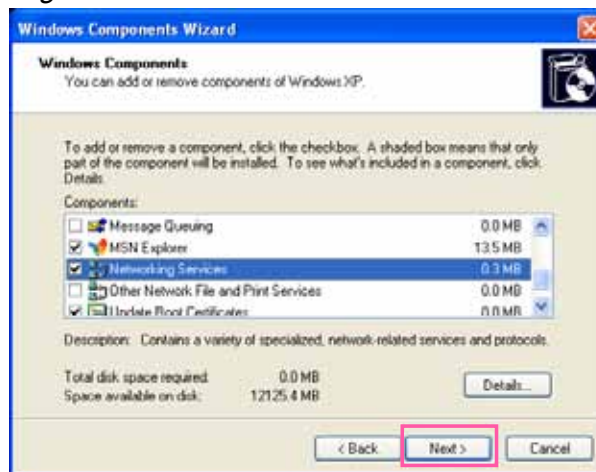 Windows Components Wizard
Windows Components
You can add or remove components of Windows XP.
To add or remove a component, click the checkbox. A shaded box means that only
part of the component will be installed. To see what's included in a component, click
Details.
Components:
Message Queuing 0.0 MB
MSN Explorer 13.5 MB
Networking Services 0.3 MB
Other Network File and Print Services 0.0 MB
Update Root Certificates 0.0 MB
Description: Contains a variety of specialized, network-related services and protocols.
Total disk space required: 0.0 MB
Space available on disk: 12125.4 MB
Details...
< Back Next > Cancel